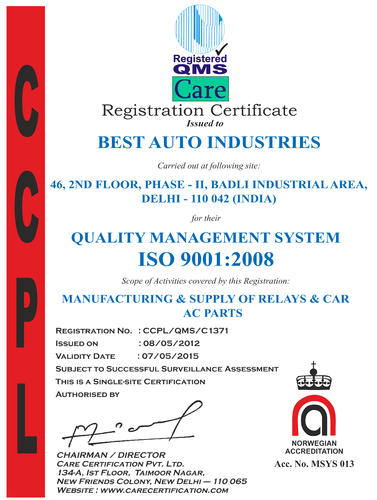 Registered
QMS
Care
Registration Certificate
Issued to
BEST AUTO INDUSTRIES
Carried out at following site:
46, 2ND FLOOR, PHASE - II, BADLI INDUSTRIAL AREA,
DELHI - 110 042 (INDIA)
for their
QUALITY MANAGEMENT SYSTEM
ISO 9001:2008
Scope of Activities covered by this Registration:
MANUFACTURING & SUPPLY OF RELAYS & CAR
AC PARTS
REGISTRATION NO. : CCPL/QMS/C1371
ISSUED ON : 08/05/2012
VALIDITY DATE : 07/05/2015
SUBJECT TO SUCCESSFUL SURVEILLANCE ASSESSMENT
THIS IS A SINGLE-SITE CERTIFICATION
AUTHORISED BY
CHAIRMAN / DIRECTOR
CARE CERTIFICATION PVT. LTD.
134-A, IST FLOOR, TAIMOOR NAGAR,
NEW FRIENDS COLONY, NEW DELHI – 110 065
WEBSITE : WWW.CARECERTIFICATION.COM
NORWEGIAN
ACCREDITATION
Acc. No. MSYS 013
C
C
P
L